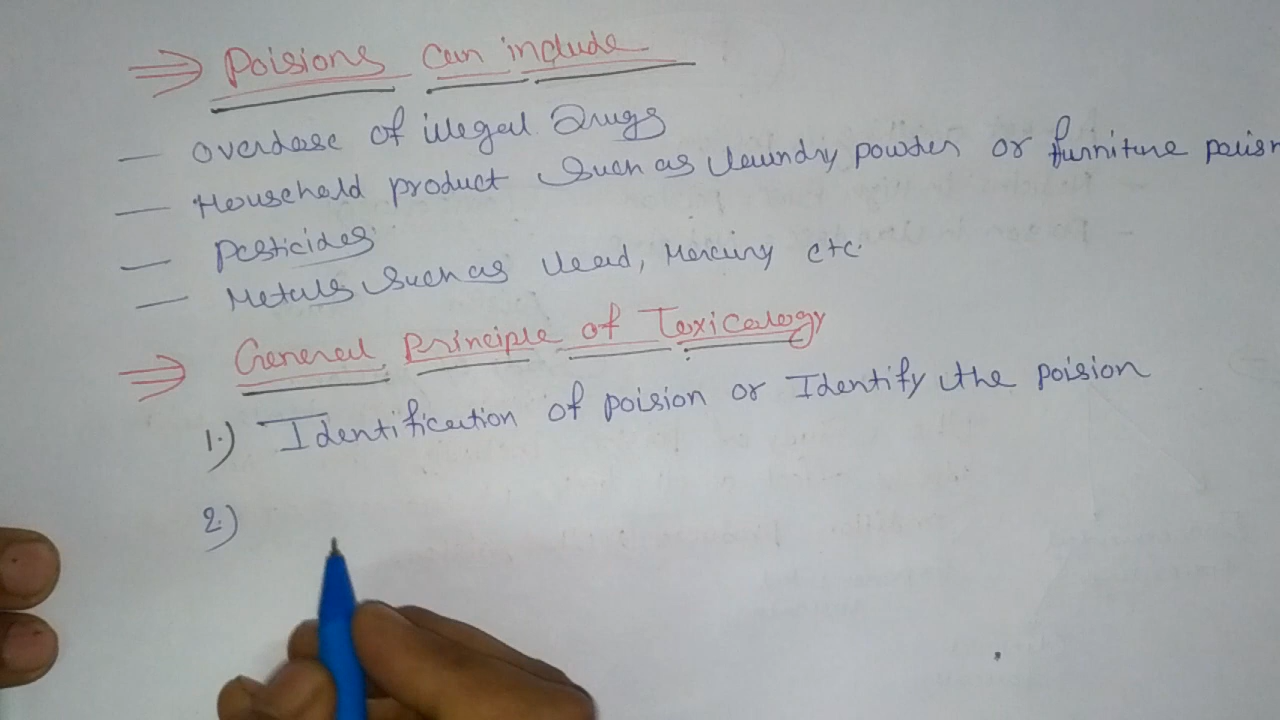 ⇒ Poisions can include
— overdose of illegal Drugs
— Household product Such as laundry powder or furniture polish
— Pesticides
— Metals Such as lead, Mercury etc.
⇒ General Principle of Toxicology
1.) Identification of poision or Identify the poision
2.)